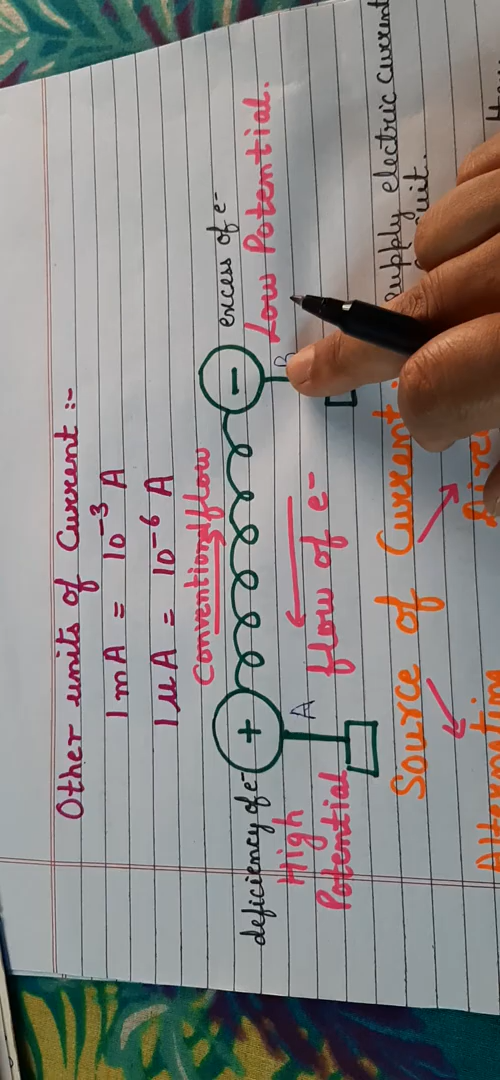 Other units of Current :-
1 mA = 10⁻³ A
1 μA = 10⁻⁶ A
Conventional flow
deficiency of e⁻
+
-
excess of e⁻
High
Potential
A
B
Low Potential.
flow of e⁻
Source of Current :
supply electric current